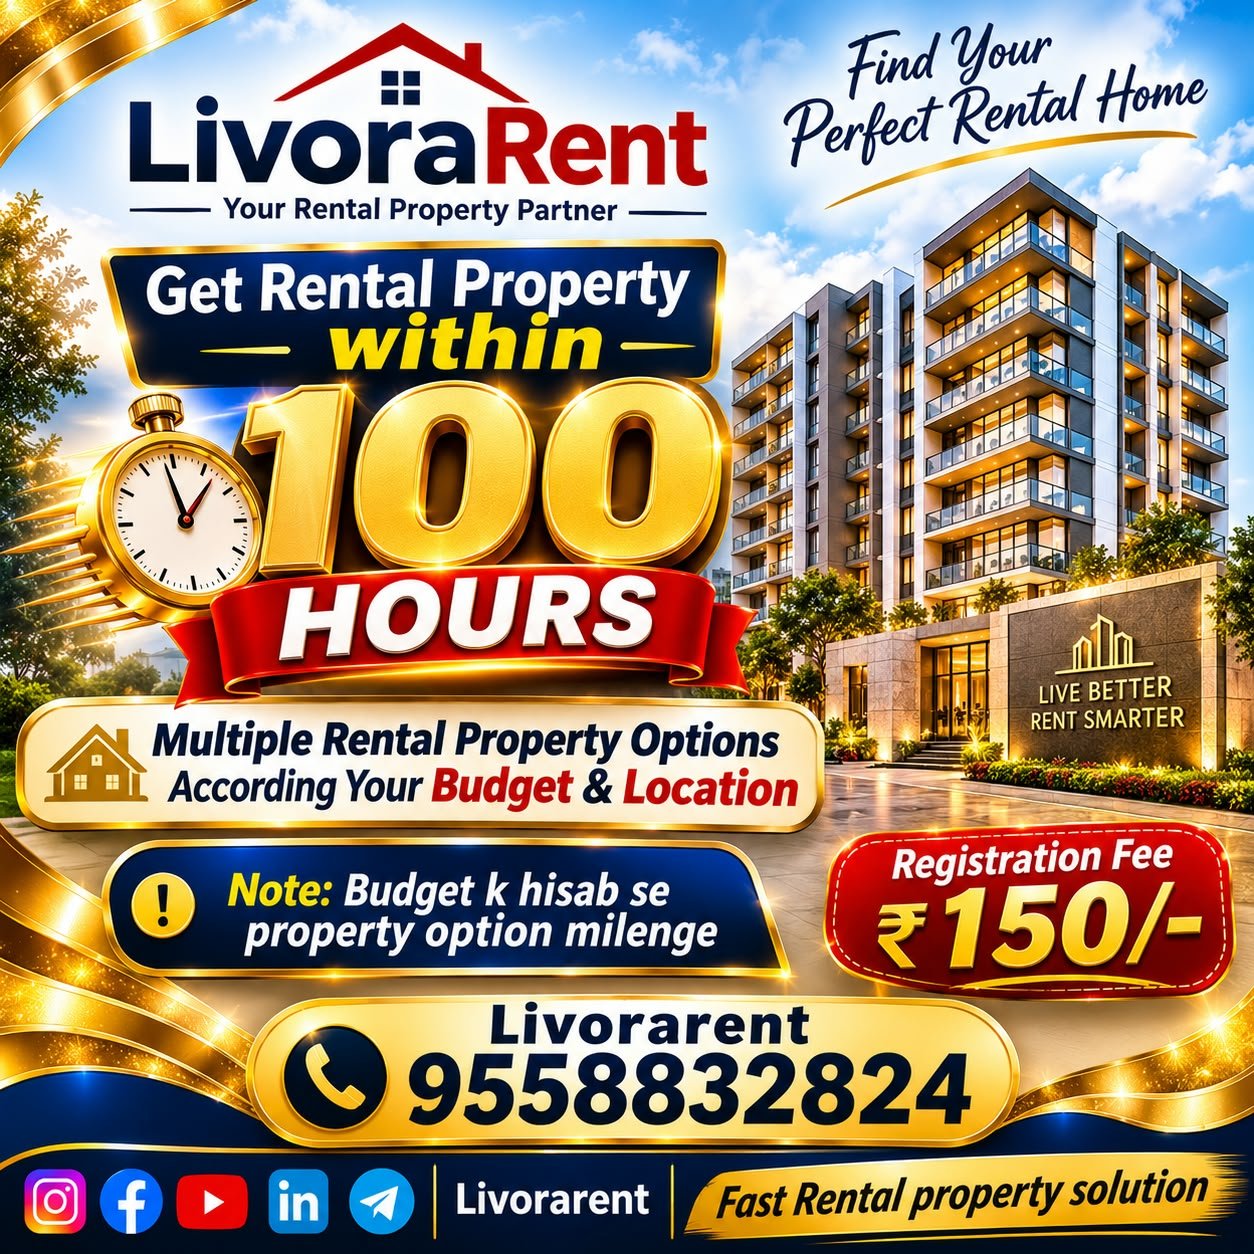 LivoraRent
Your Rental Property Partner
Find Your
Perfect Rental Home
Get Rental Property
within
100
HOURS
LIVE BETTER
RENT SMARTER
Multiple Rental Property Options
According Your Budget & Location
! Note: Budget k hisab se
property option milenge
Registration Fee
₹150/-
Livorarent
9558832824
in
Livorarent
Fast Rental property solution